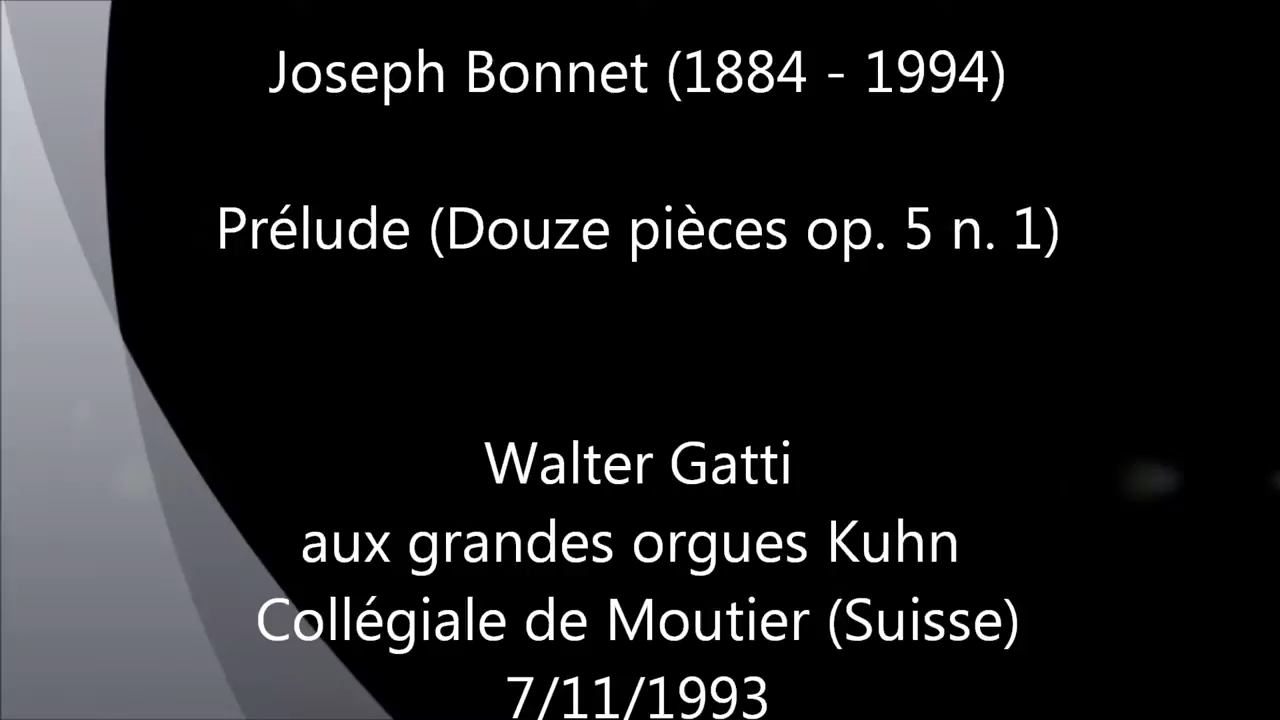 Joseph Bonnet (1884 - 1994)
Prélude (Douze pièces op. 5 n. 1)
Walter Gatti
aux grandes orgues Kuhn
Collégiale de Moutier (Suisse)
7/11/1993